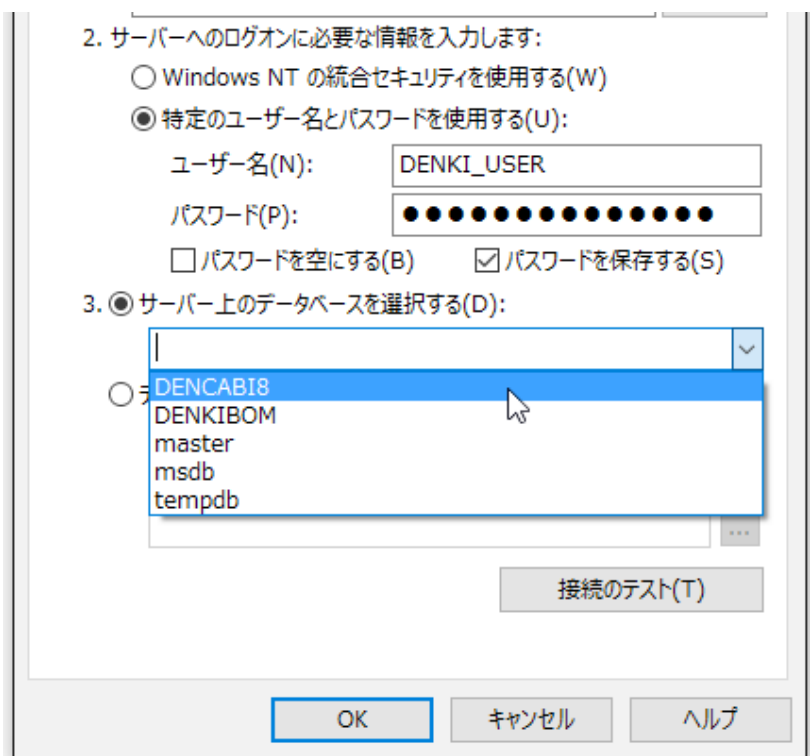 2. サーバーへのログオンに必要な情報を入力します:
Windows NT の統合セキュリティを使用する(W)
特定のユーザー名とパスワードを使用する(U):
ユーザー名(N): DENKI_USER
パスワード(P): ●●●●●●●●●●●●●●
パスワードを空にする(B) パスワードを保存する(S)
3. サーバー上のデータベースを選択する(D):
DENCABI8
DENKIBOM
master
msdb
tempdb
...
接続のテスト(T)
OK キャンセル ヘルプ